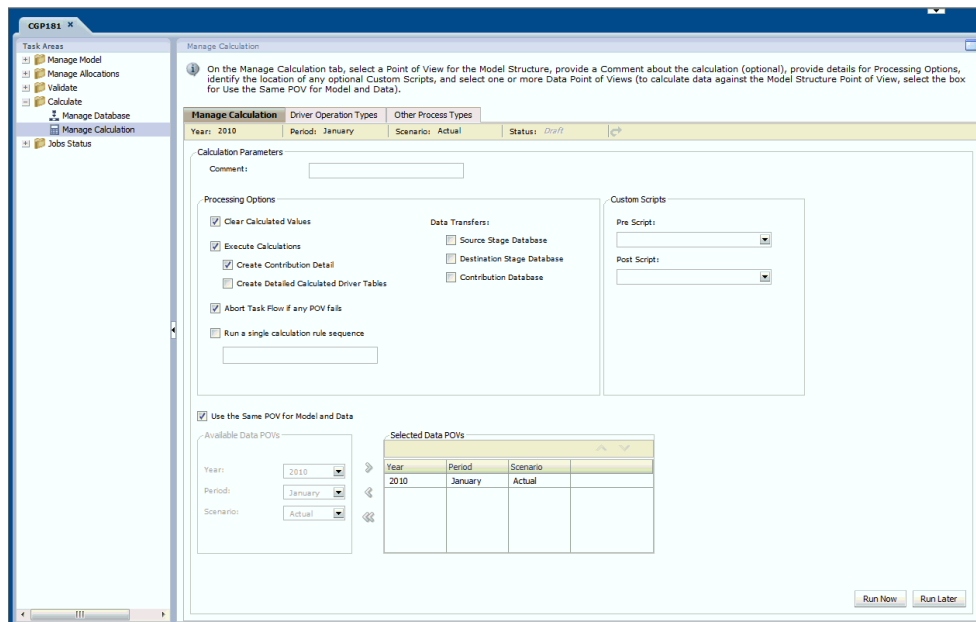 CGP181 ×
Task Areas
Manage Model
Manage Allocations
Validate
Calculate
Manage Database
Manage Calculation
Jobs Status
Manage Calculation
On the Manage Calculation tab, select a Point of View for the Model Structure, provide a Comment about the calculation (optional), provide details for Processing Options,
identify the location of any optional Custom Scripts, and select one or more Data Point of Views (to calculate data against the Model Structure Point of View, select the box
for Use the Same POV for Model and Data).
Manage Calculation Driver Operation Types Other Process Types
Year: 2010 Period: January Scenario: Actual Status: Draft
Calculation Parameters
Comment:
Processing Options
Clear Calculated Values
Execute Calculations
Create Contribution Detail
Create Detailed Calculated Driver Tables
Abort Task Flow if any POV fails
Run a single calculation rule sequence
Data Transfers:
Source Stage Database
Destination Stage Database
Contribution Database
Custom Scripts
Pre Script:
Post Script:
Use the Same POV for Model and Data
Available Data POVs
Year: 2010
Period: January
Scenario: Actual
Selected Data POVs
Year Period Scenario
2010 January Actual
Run Now Run Later